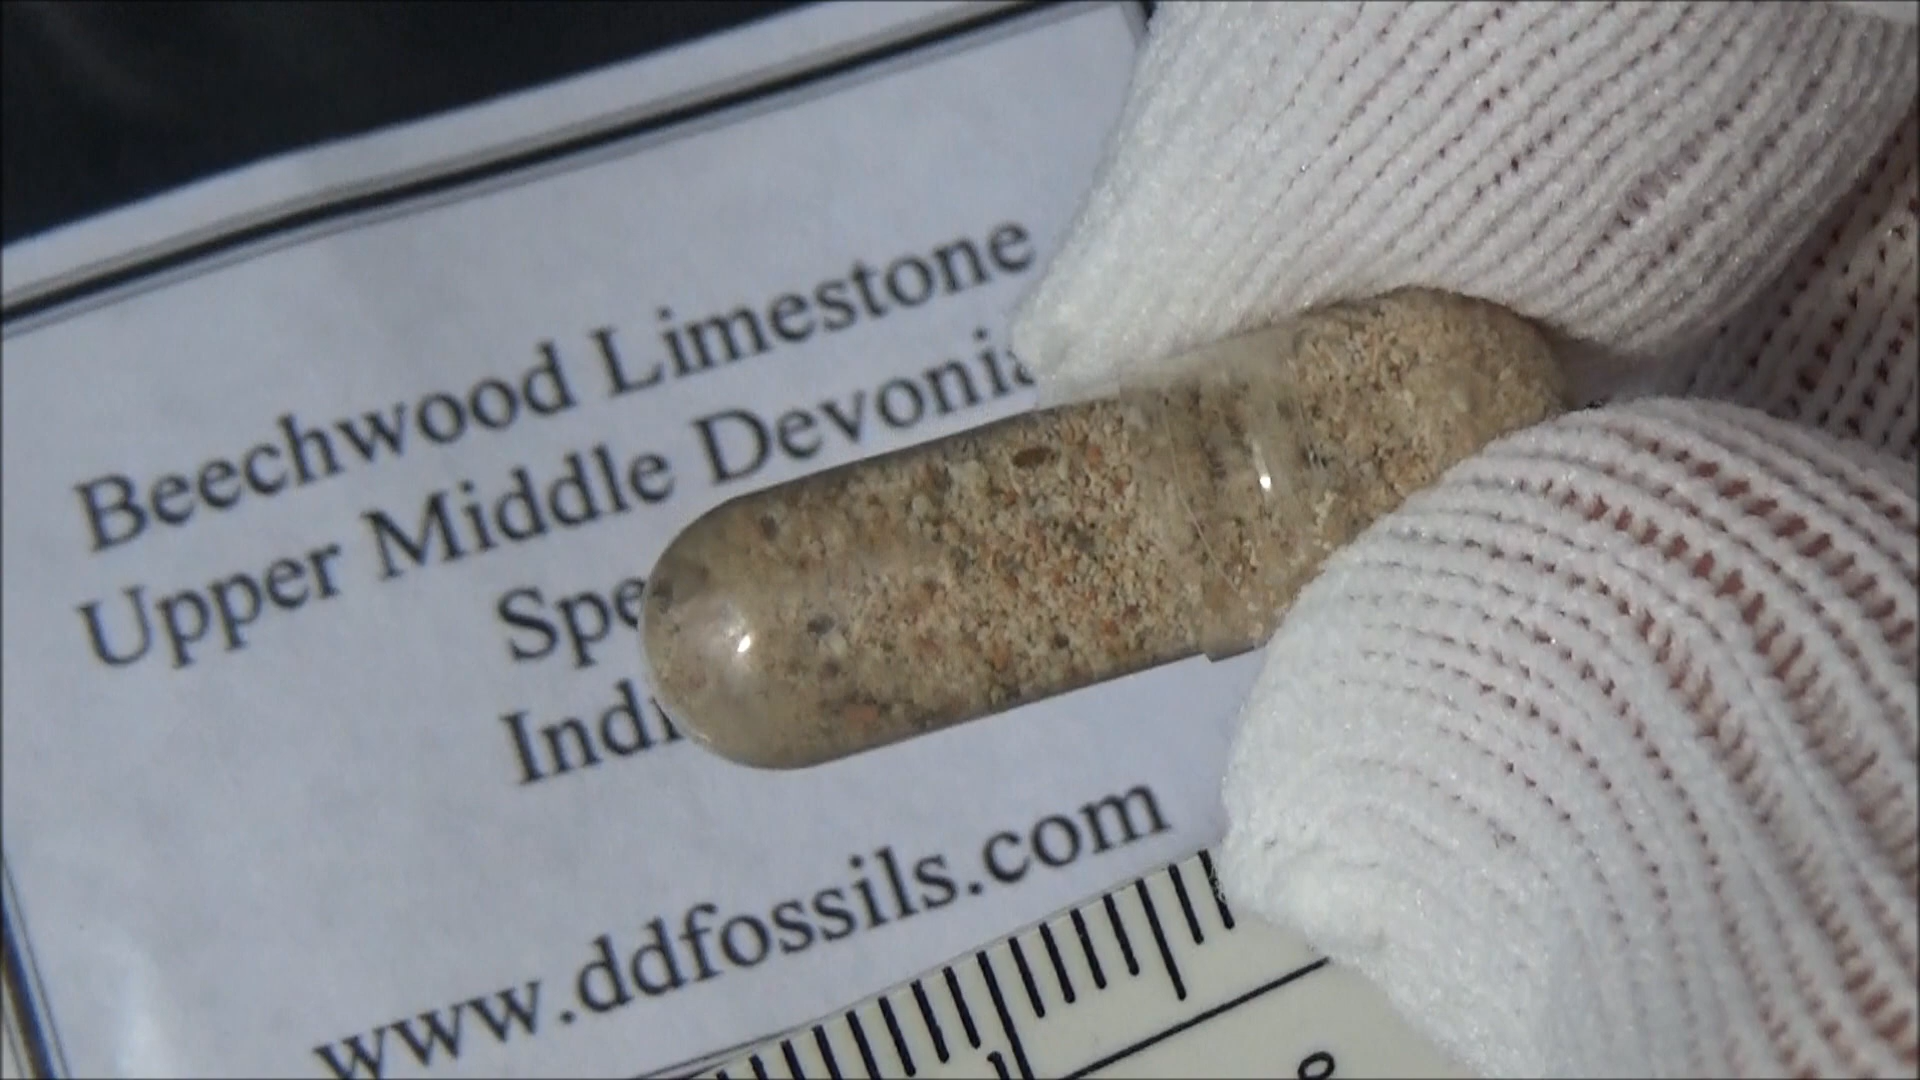 Beechwood Limestone
Upper Middle Devonia
Spe
Indi
www.ddfossils.com